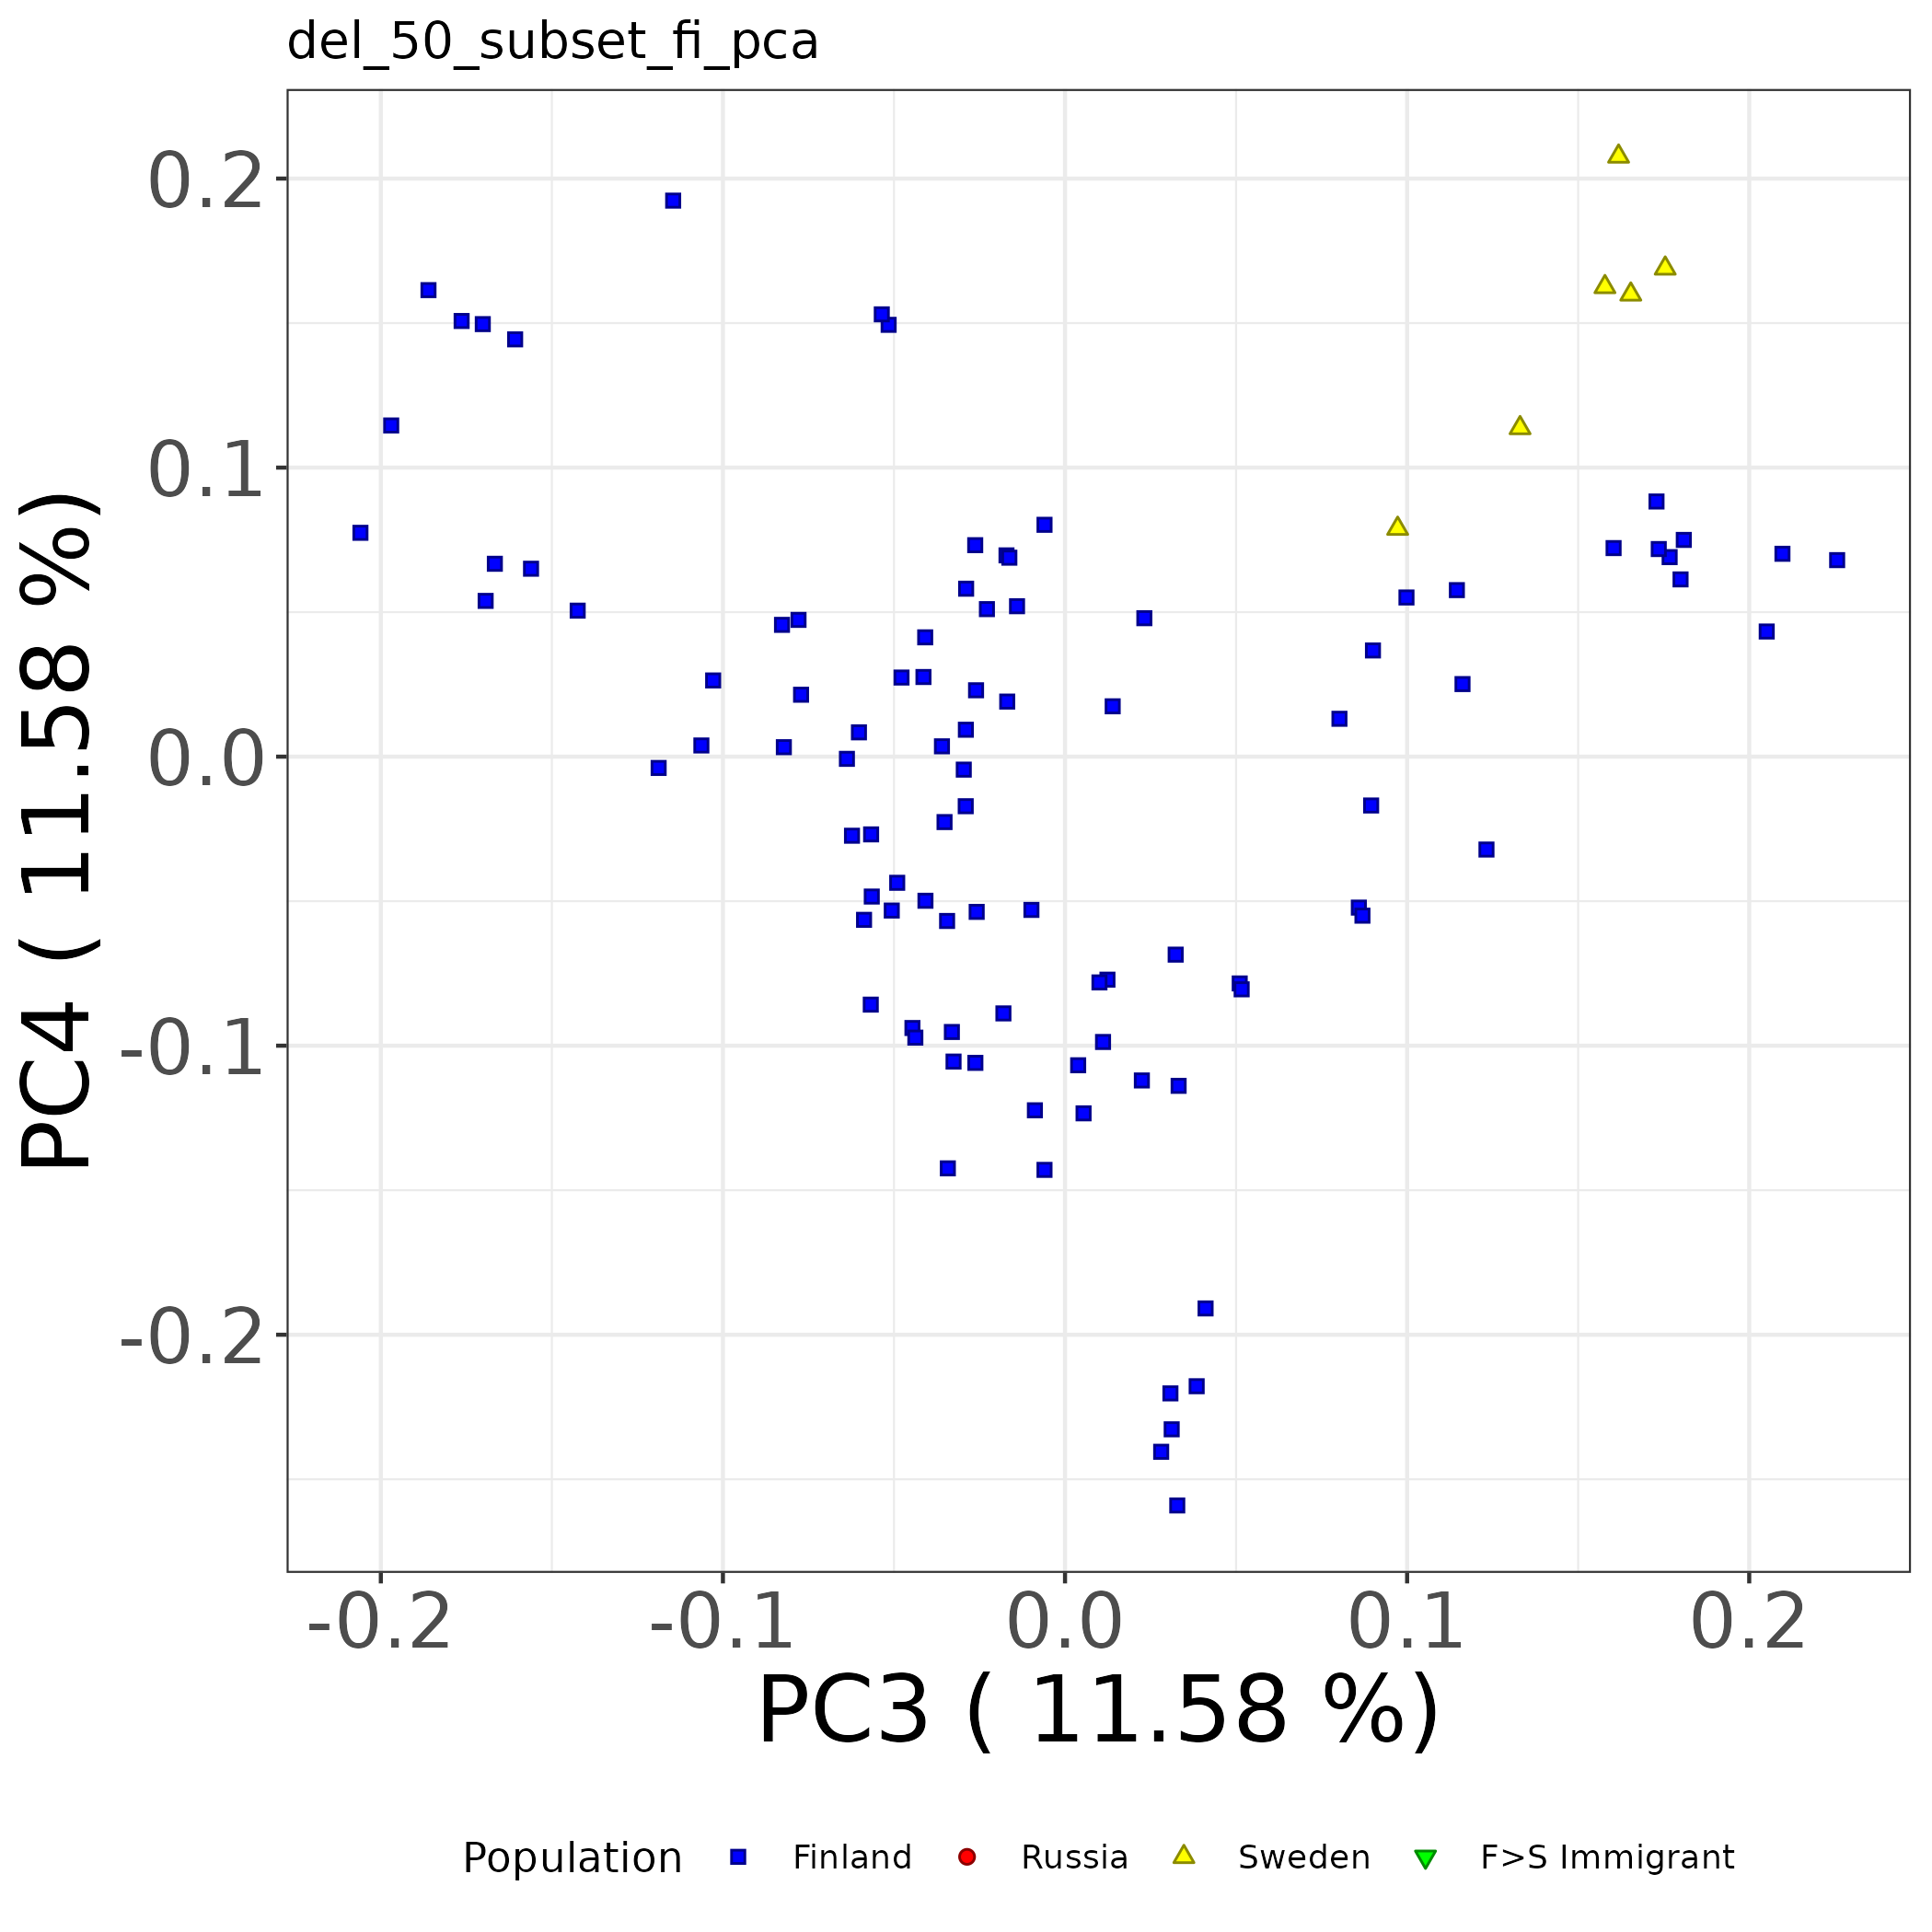 del_50_subset_fi_pca
0.2
0.1
0.0
-0.1
-0.2
PC4 ( 11.58 %)
-0.2 -0.1 0.0 0.1 0.2
PC3 ( 11.58 %)
Population Finland Russia Sweden F>S Immigrant